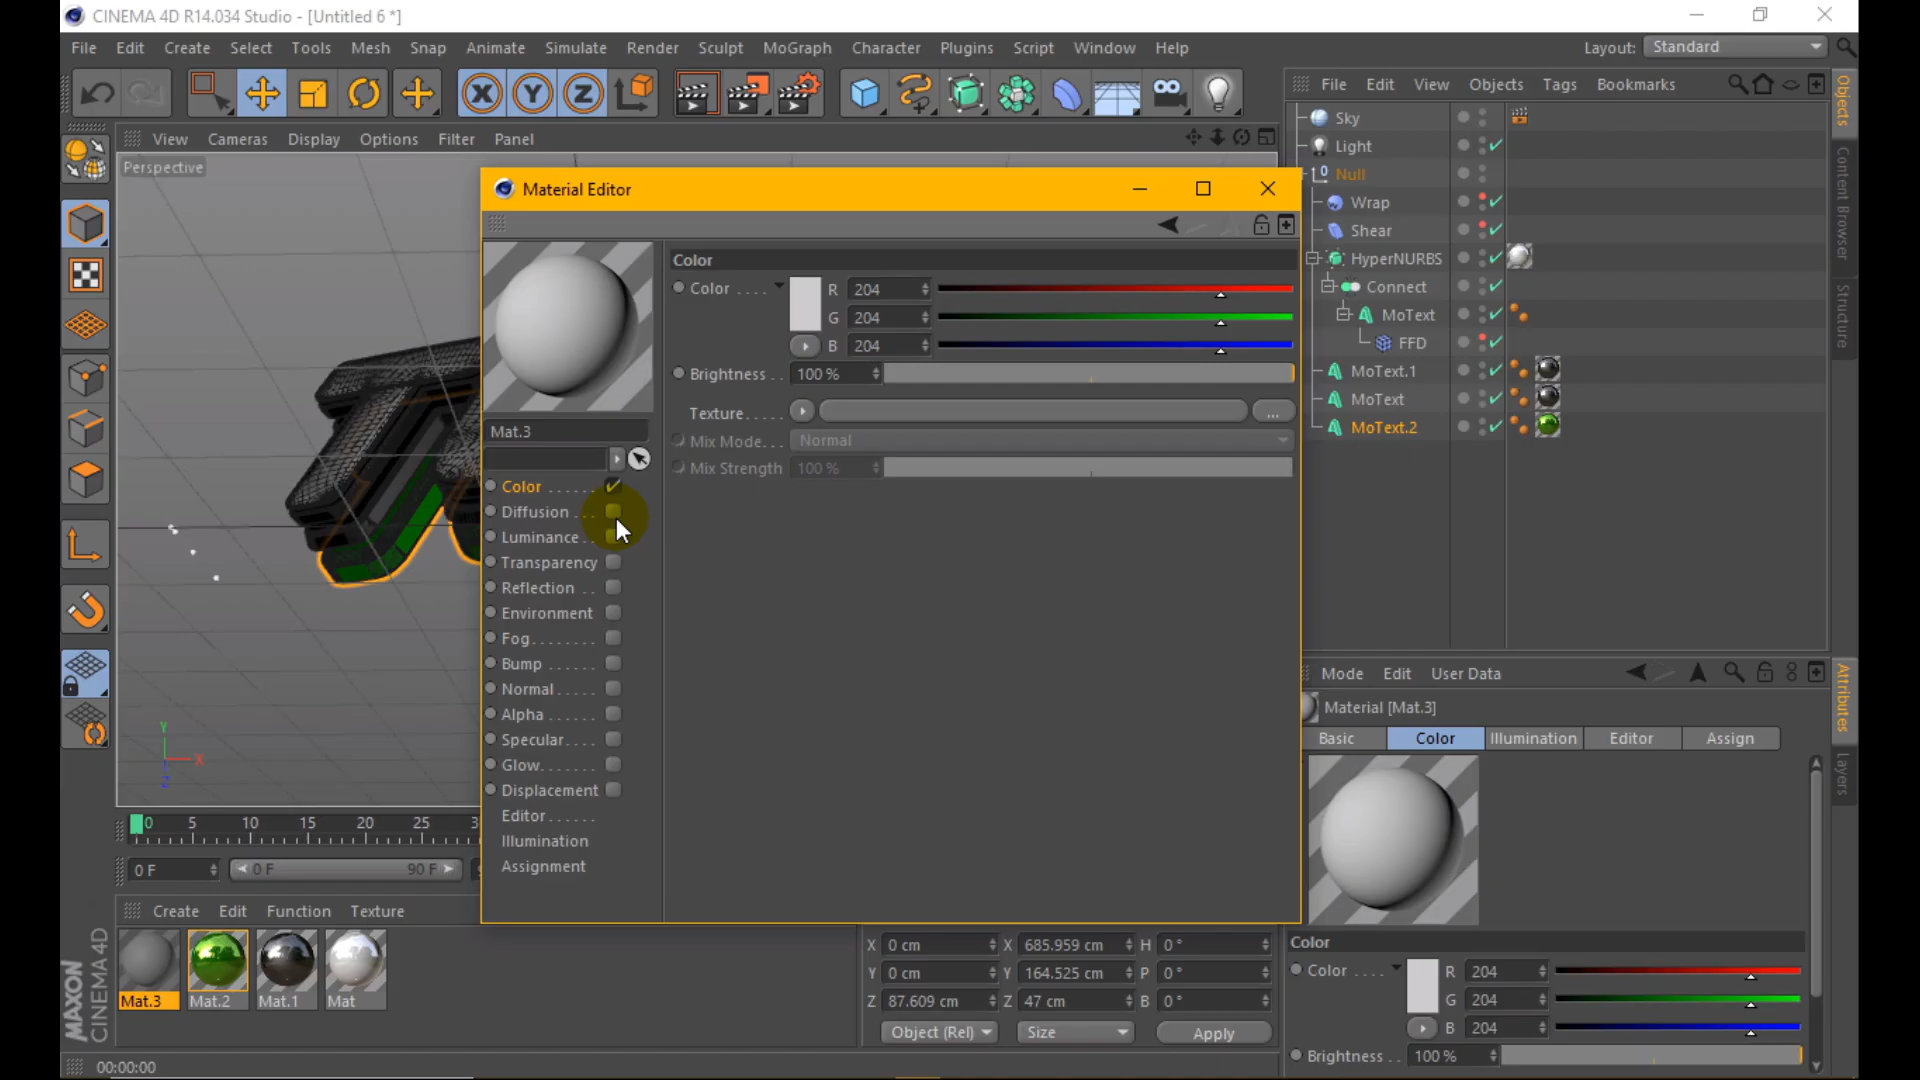 CINEMA 4D R14.034 Studio - [Untitled 6 *]
File Edit Create Select Tools Mesh Snap Animate Simulate Render Sculpt MoGraph Character Plugins Script Window Help Layout: Standard
File Edit View Objects Tags Bookmarks
View Cameras Display Options Filter Panel
Perspective
Material Editor
Color
Color .... R 204
G 204
B 204
Brightness .. 100 %
Texture..... ...
Mix Mode... Normal
Mix Strength 100 %
Mat.3
Color ......
Diffusion ...
Luminance..
Transparency
Reflection ..
Environment
Fog........
Bump ......
Normal.....
Alpha ......
Specular....
Glow.......
Displacement
Editor......
Illumination
Assignment
Sky
Light
Null
Wrap
Shear
HyperNURBS
Connect
MoText
FFD
MoText.1
MoText
MoText.2
Objects
Content Browser
Structure
Attributes
Layers
Mode Edit User Data
Material [Mat.3]
Basic Color Illumination Editor Assign
Color
Color .... R 204
G 204
B 204
Brightness .. 100 %
Y
X
Z
0 5 10 15 20 25 3
0 F 0 F 90 F
Create Edit Function Texture
Mat.3 Mat.2 Mat.1 Mat
X 0 cm X 685.959 cm H 0 °
Y 0 cm Y 164.525 cm P 0 °
Z 87.609 cm Z 47 cm B 0 °
Object (Rel) Size Apply
MAXON
CINEMA 4D
00:00:00